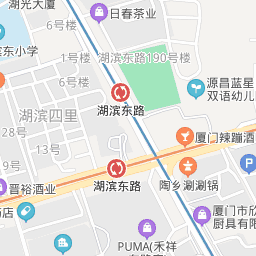 湖光大厦
日春茶业
东小学
1号楼
湖滨东路190号楼
6号楼
6号楼
源昌蓝星
双语幼儿
湖滨东路
湖滨四里
28号
13号
厦门辣蹦酒
湖滨东路
陶乡涮涮锅
晋裕酒业
店
厦门市欣
厨具有限
PUMA(禾祥